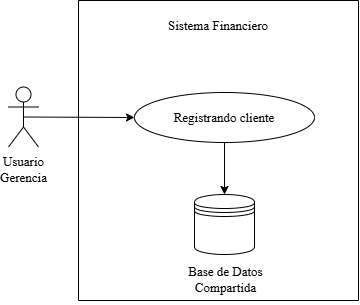 Sistema Financiero
Registrando cliente
Usuario
Gerencia
Base de Datos
Compartida